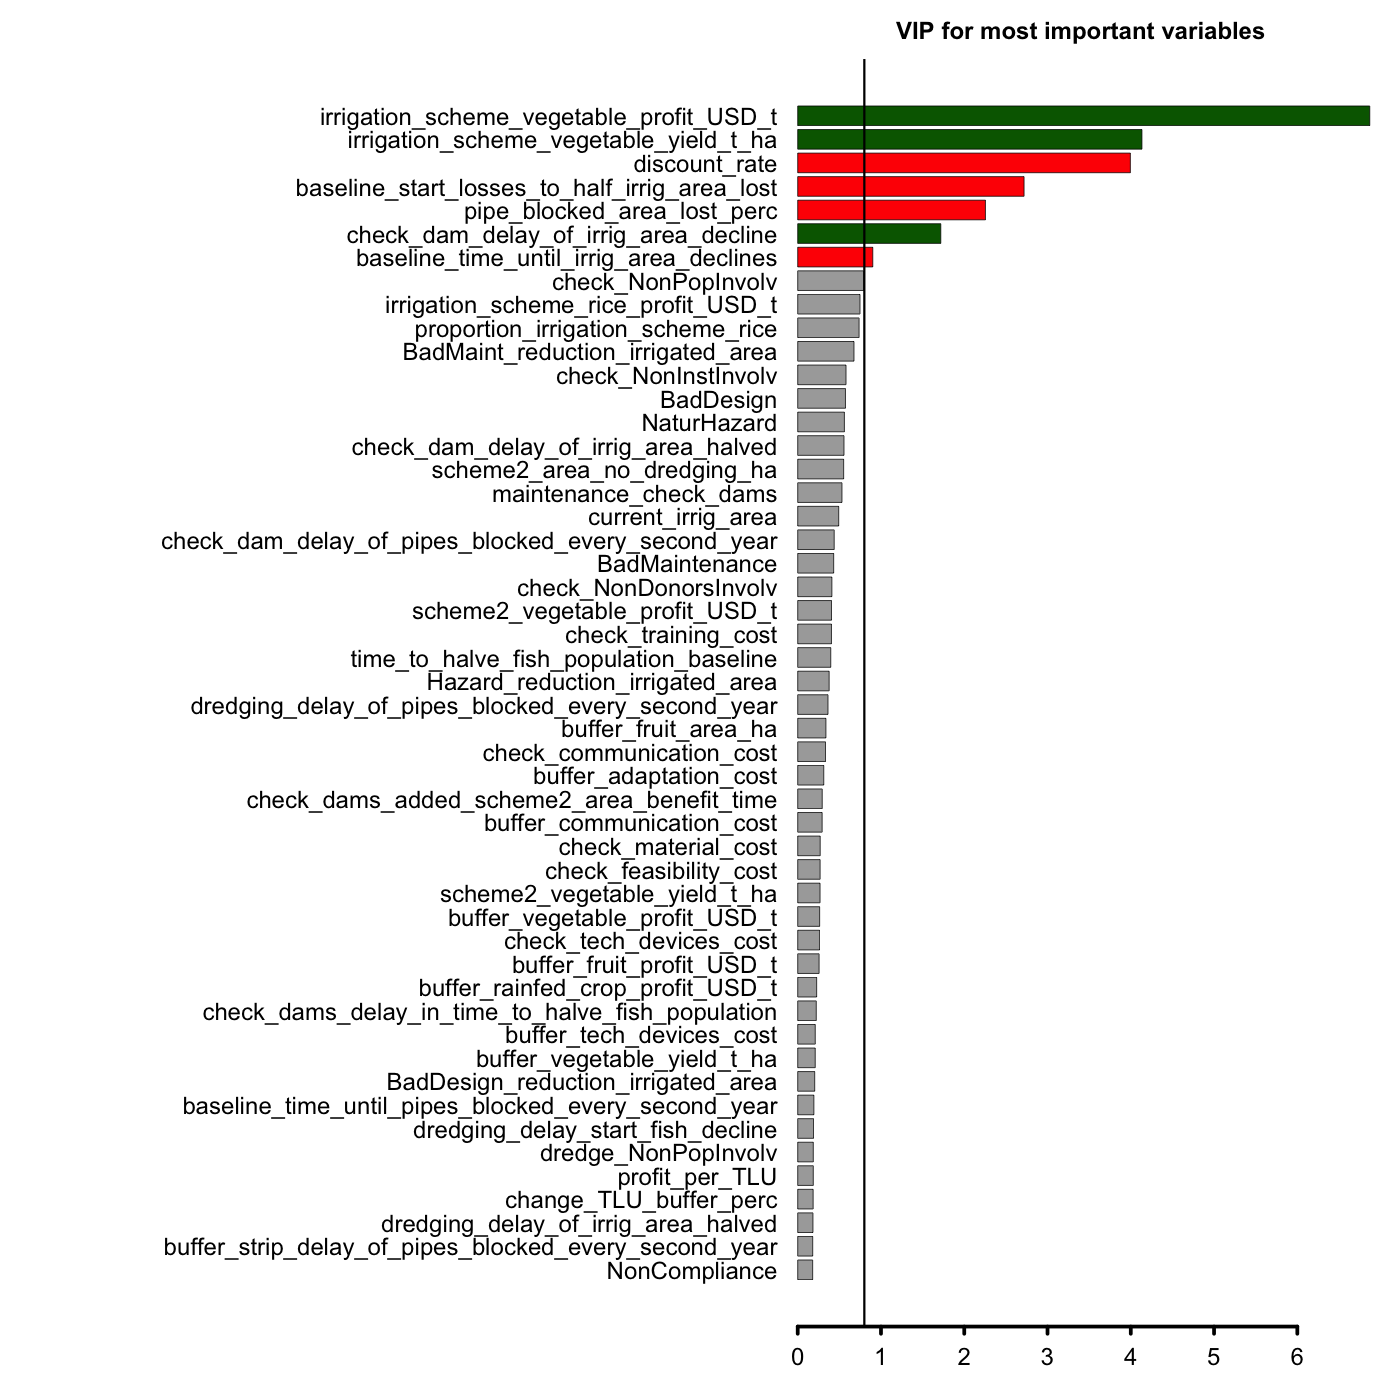 VIP for most important variables
irrigation_scheme_vegetable_profit_USD_t
irrigation_scheme_vegetable_yield_t_ha
discount_rate
baseline_start_losses_to_half_irrig_area_lost
pipe_blocked_area_lost_perc
check_dam_delay_of_irrig_area_decline
baseline_time_until_irrig_area_declines
check_NonPopInvolv
irrigation_scheme_rice_profit_USD_t
proportion_irrigation_scheme_rice
BadMaint_reduction_irrigated_area
check_NonInstInvolv
BadDesign
NaturHazard
check_dam_delay_of_irrig_area_halved
scheme2_area_no_dredging_ha
maintenance_check_dams
current_irrig_area
check_dam_delay_of_pipes_blocked_every_second_year
BadMaintenance
check_NonDonorsInvolv
scheme2_vegetable_profit_USD_t
check_training_cost
time_to_halve_fish_population_baseline
Hazard_reduction_irrigated_area
dredging_delay_of_pipes_blocked_every_second_year
buffer_fruit_area_ha
check_communication_cost
buffer_adaptation_cost
check_dams_added_scheme2_area_benefit_time
buffer_communication_cost
check_material_cost
check_feasibility_cost
scheme2_vegetable_yield_t_ha
buffer_vegetable_profit_USD_t
check_tech_devices_cost
buffer_fruit_profit_USD_t
buffer_rainfed_crop_profit_USD_t
check_dams_delay_in_time_to_halve_fish_population
buffer_tech_devices_cost
buffer_vegetable_yield_t_ha
BadDesign_reduction_irrigated_area
baseline_time_until_pipes_blocked_every_second_year
dredging_delay_start_fish_decline
dredge_NonPopInvolv
profit_per_TLU
change_TLU_buffer_perc
dredging_delay_of_irrig_area_halved
buffer_strip_delay_of_pipes_blocked_every_second_year
NonCompliance
0 1 2 3 4 5 6